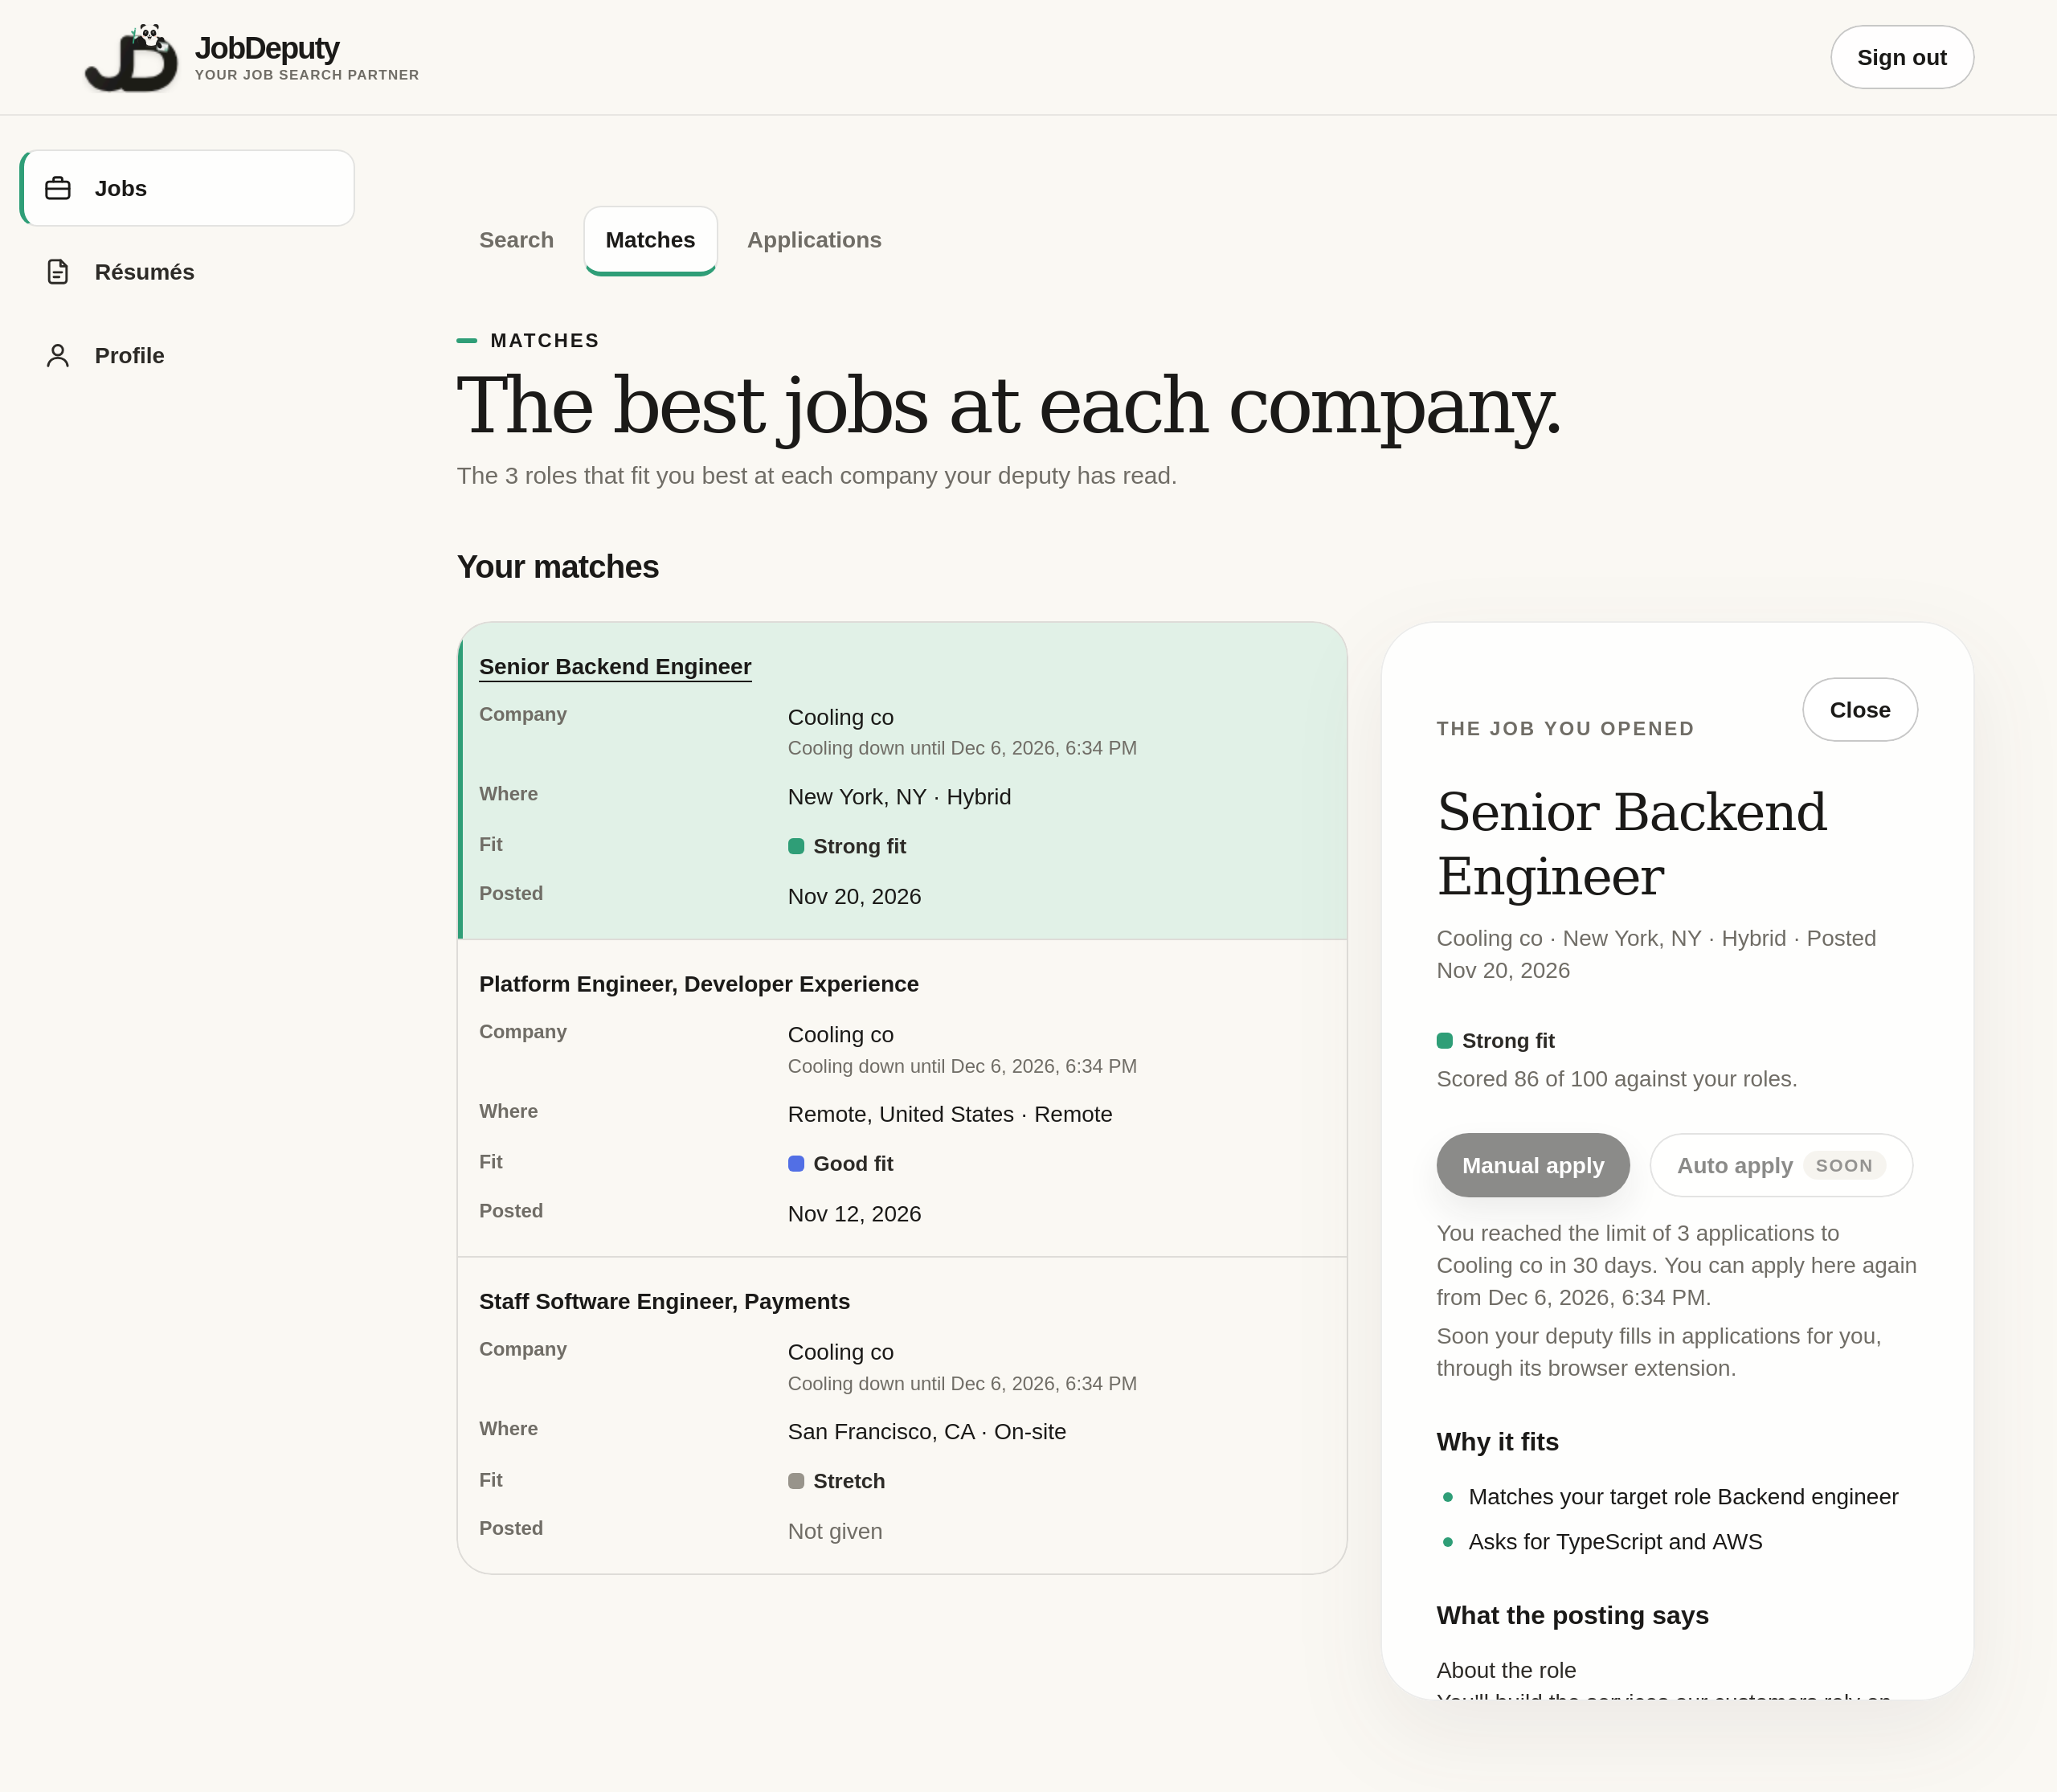 JobDeputy
YOUR JOB SEARCH PARTNER
Sign out
Jobs
Résumés
Profile
Search
Matches
Applications
MATCHES
The best jobs at each company.
The 3 roles that fit you best at each company your deputy has read.
Your matches
Senior Backend Engineer
Company
Cooling co
Cooling down until Dec 6, 2026, 6:34 PM
Where
New York, NY · Hybrid
Fit
Strong fit
Posted
Nov 20, 2026
Platform Engineer, Developer Experience
Company
Cooling co
Cooling down until Dec 6, 2026, 6:34 PM
Where
Remote, United States · Remote
Fit
Good fit
Posted
Nov 12, 2026
Staff Software Engineer, Payments
Company
Cooling co
Cooling down until Dec 6, 2026, 6:34 PM
Where
San Francisco, CA · On-site
Fit
Stretch
Posted
Not given
THE JOB YOU OPENED
Close
Senior Backend
Engineer
Cooling co · New York, NY · Hybrid · Posted
Nov 20, 2026
Strong fit
Scored 86 of 100 against your roles.
Manual apply
Auto apply SOON
You reached the limit of 3 applications to
Cooling co in 30 days. You can apply here again
from Dec 6, 2026, 6:34 PM.
Soon your deputy fills in applications for you,
through its browser extension.
Why it fits
Matches your target role Backend engineer
Asks for TypeScript and AWS
What the posting says
About the role
You'll build the services our customers rely on